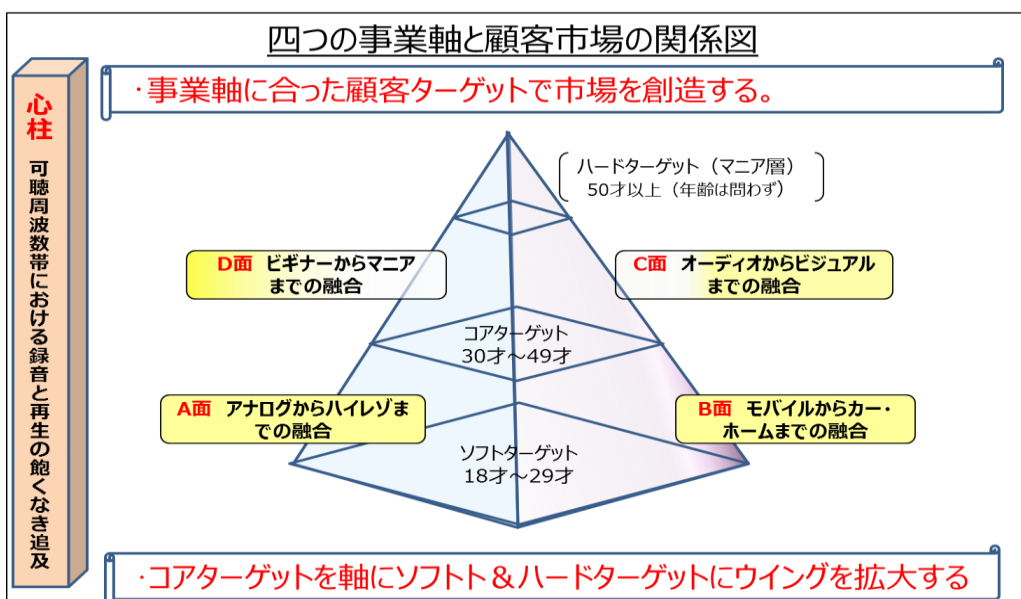 四つの事業軸と顧客市場の関係図
・事業軸に合った顧客ターゲットで市場を創造する。
心柱 可聴周波数帯における録音と再生の飽くなき追及
ハードターゲット（マニア層）
50才以上（年齢は問わず）
D面 ビギナーからマニア
までの融合
C面 オーディオからビジュアル
までの融合
コアターゲット
30才～49才
A面 アナログからハイレゾま
での融合
B面 モバイルからカー・
ホームまでの融合
ソフトターゲット
18才～29才
・コアターゲットを軸にソフトト＆ハードターゲットにウイングを拡大する